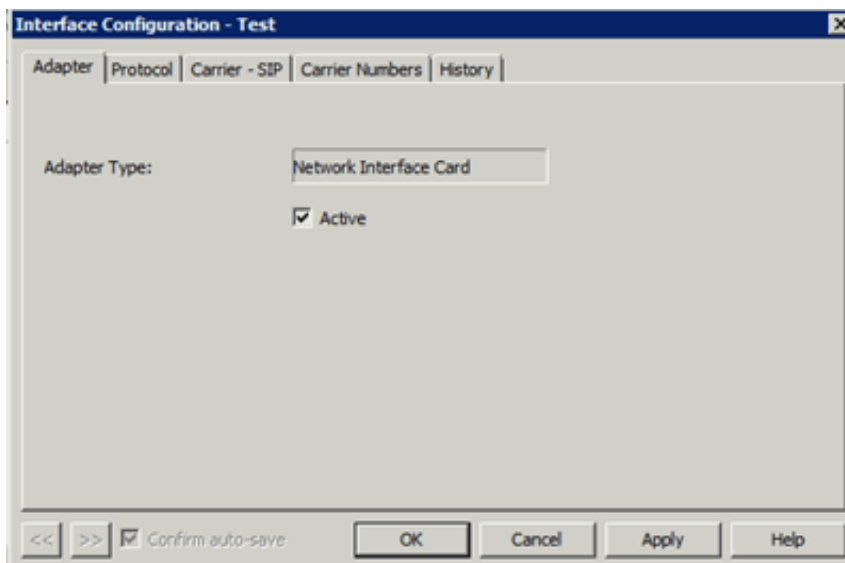 Interface Configuration - Test
Adapter Protocol Carrier - SIP Carrier Numbers History
Adapter Type: Network Interface Card
Active
<< >> Confirm auto-save OK Cancel Apply Help